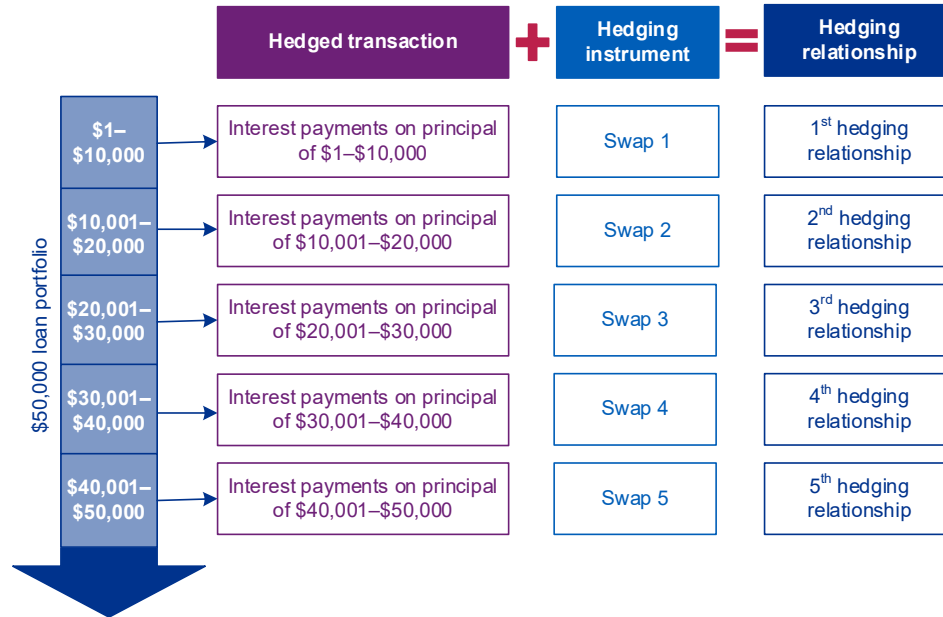 Hedged transaction
+
Hedging
instrument
=
Hedging
relationship
$50,000 loan portfolio
$1–
$10,000
Interest payments on principal
of $1–$10,000
Swap 1
1st hedging
relationship
$10,001–
$20,000
Interest payments on principal
of $10,001–$20,000
Swap 2
2nd hedging
relationship
$20,001–
$30,000
Interest payments on principal
of $20,001–$30,000
Swap 3
3rd hedging
relationship
$30,001–
$40,000
Interest payments on principal
of $30,001–$40,000
Swap 4
4th hedging
relationship
$40,001–
$50,000
Interest payments on principal
of $40,001–$50,000
Swap 5
5th hedging
relationship